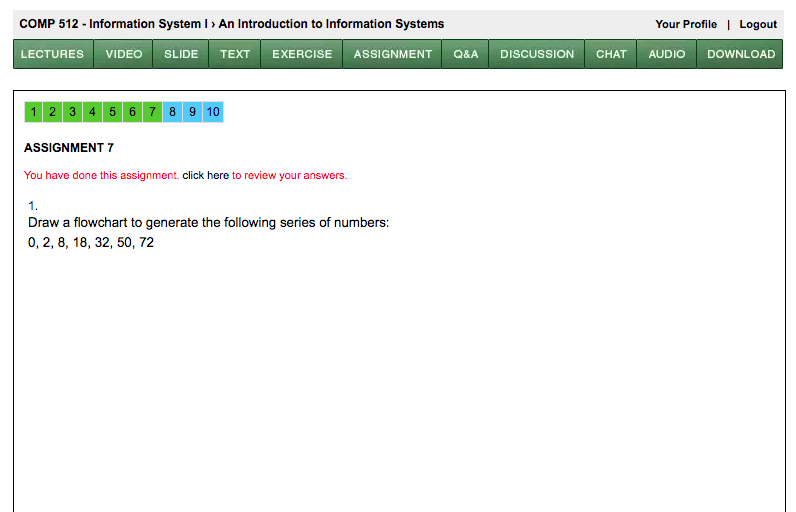 COMP 512 - Information System I › An Introduction to Information Systems
Your Profile | Logout
LECTURES VIDEO SLIDE TEXT EXERCISE ASSIGNMENT Q&A DISCUSSION CHAT AUDIO DOWNLOAD
1 2 3 4 5 6 7 8 9 10
ASSIGNMENT 7
You have done this assignment. click here to review your answers.
1.
Draw a flowchart to generate the following series of numbers:
0, 2, 8, 18, 32, 50, 72